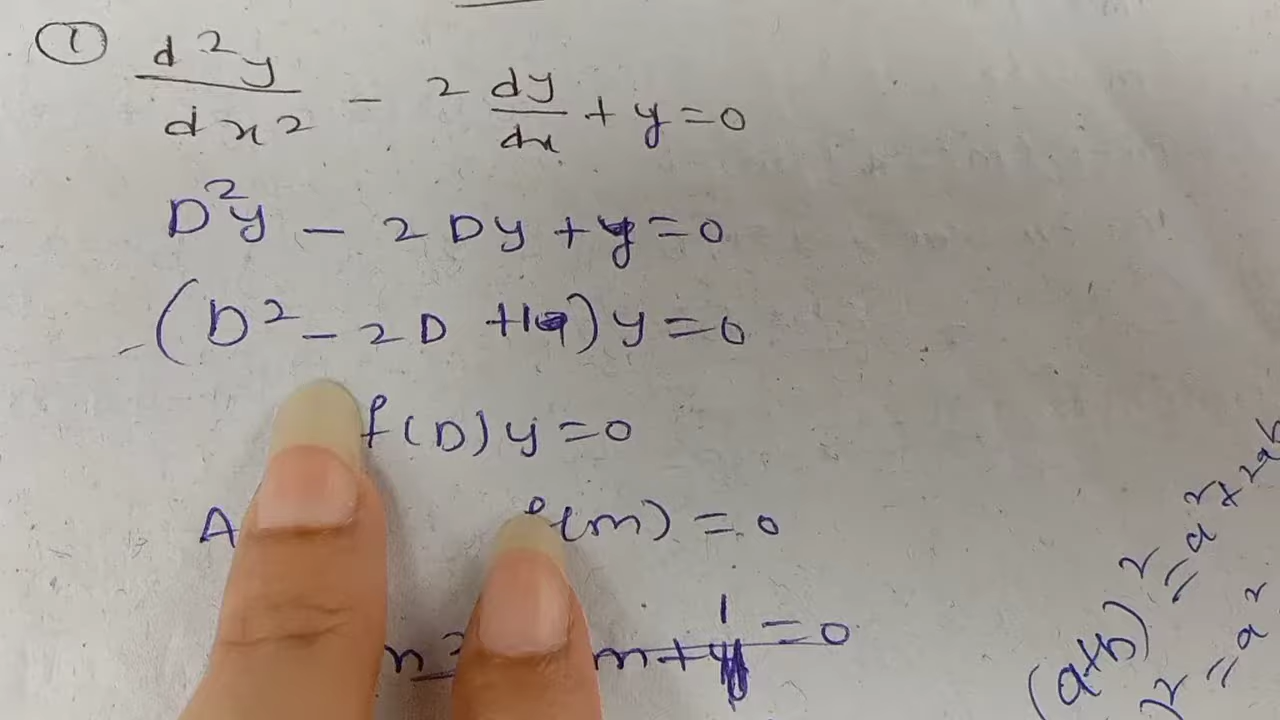 ① d²y/dx² - 2 dy/dx + y = 0
D²y - 2Dy + y = 0
(D² - 2D + 1)y = 0
f(D)y = 0
A f(m) = 0
m + 1 = 0
(a+b)² = a² +
² = a²